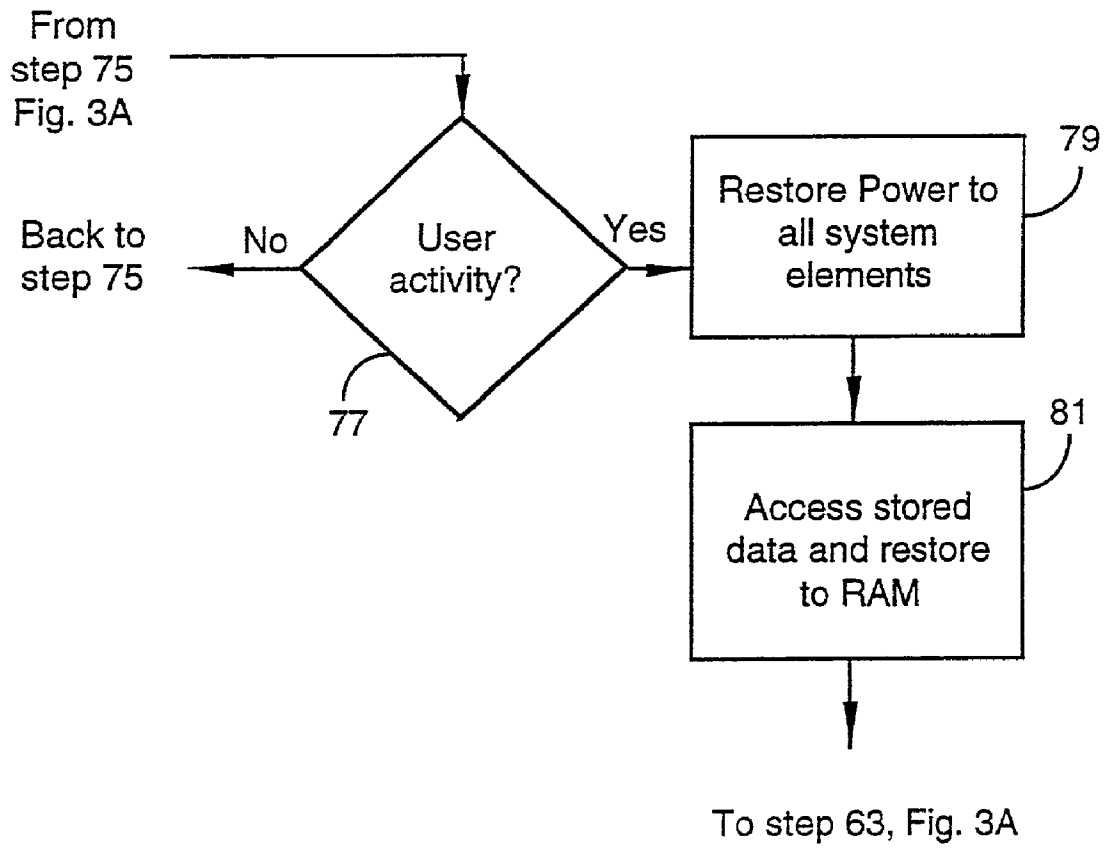 From
step 75
Fig. 3A
User
activity?
No
Back to
step 75
Yes
77
Restore Power to
all system
elements
79
Access stored
data and restore
to RAM
81
To step 63, Fig. 3A